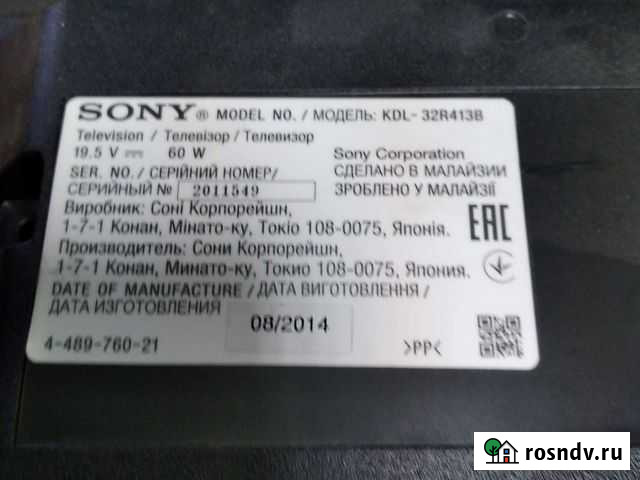 SONY® MODEL NO. / МОДЕЛЬ: KDL-32R413B
Television / Телевізор / Телевизор
19.5 V ⎓ 60 W
Sony Corporation
SER. NO. / СЕРІЙНИЙ НОМЕР/
СЕРИЙНЫЙ № 2011549
СДЕЛАНО В МАЛАЙЗИИ
ЗРОБЛЕНО У МАЛАЙЗІЇ
Виробник: Соні Корпорейшн,
1-7-1 Конан, Мінато-ку, Токіо 108-0075, Японія.
Производитель: Сони Корпорейшн,
1-7-1 Конан, Минато-ку, Токио 108-0075, Япония.
EAC
DATE OF MANUFACTURE / ДАТА ВИГОТОВЛЕННЯ /
ДАТА ИЗГОТОВЛЕНИЯ
08/2014
4-489-760-21
>PP<
rosndv.ru